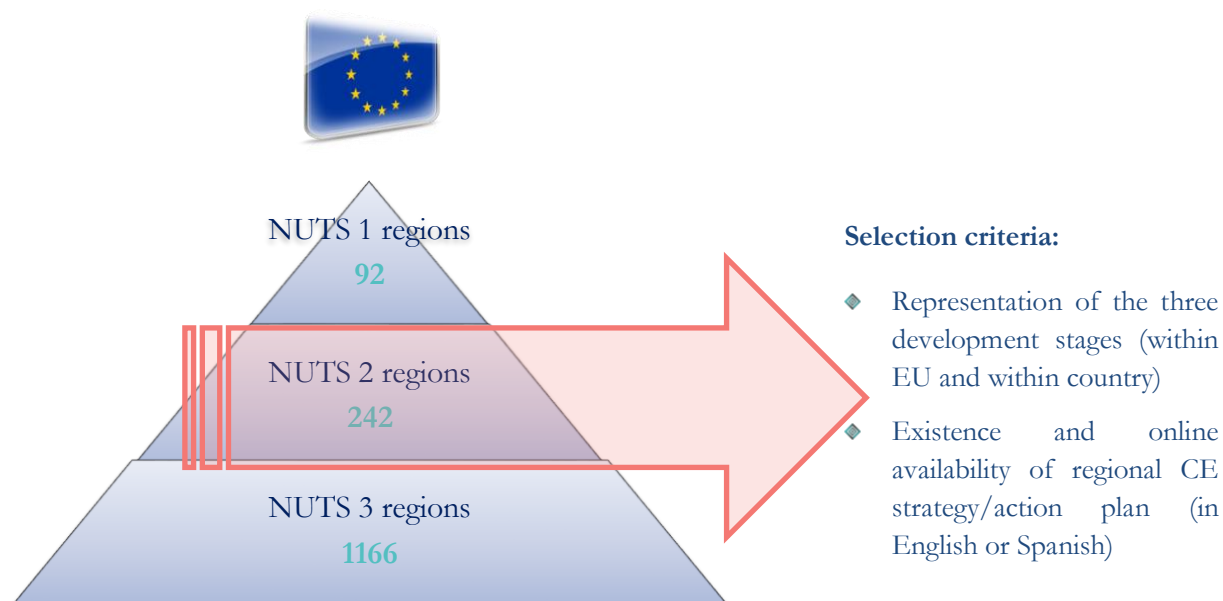 NUTS 1 regions
92
NUTS 2 regions
242
NUTS 3 regions
1166
Selection criteria:
Representation of the three
development stages (within
EU and within country)
Existence and online
availability of regional CE
strategy/action plan (in
English or Spanish)